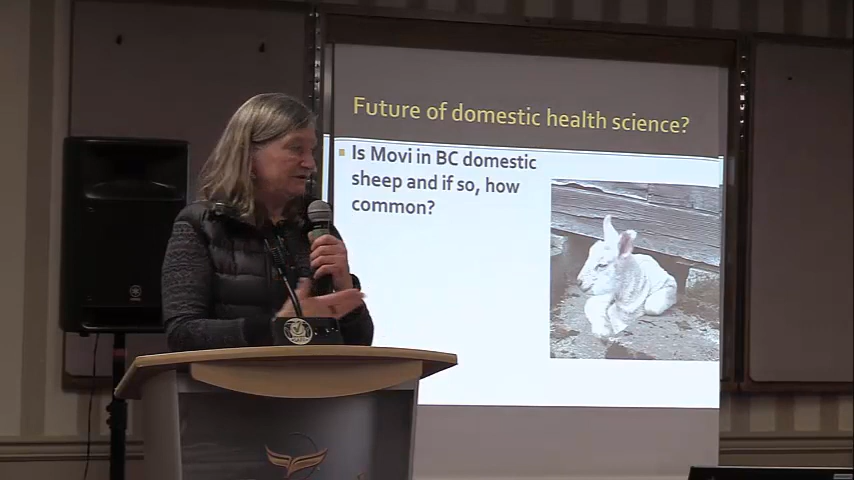 Future of domestic health science?
Is Movi in BC domestic
sheep and if so, how
common?